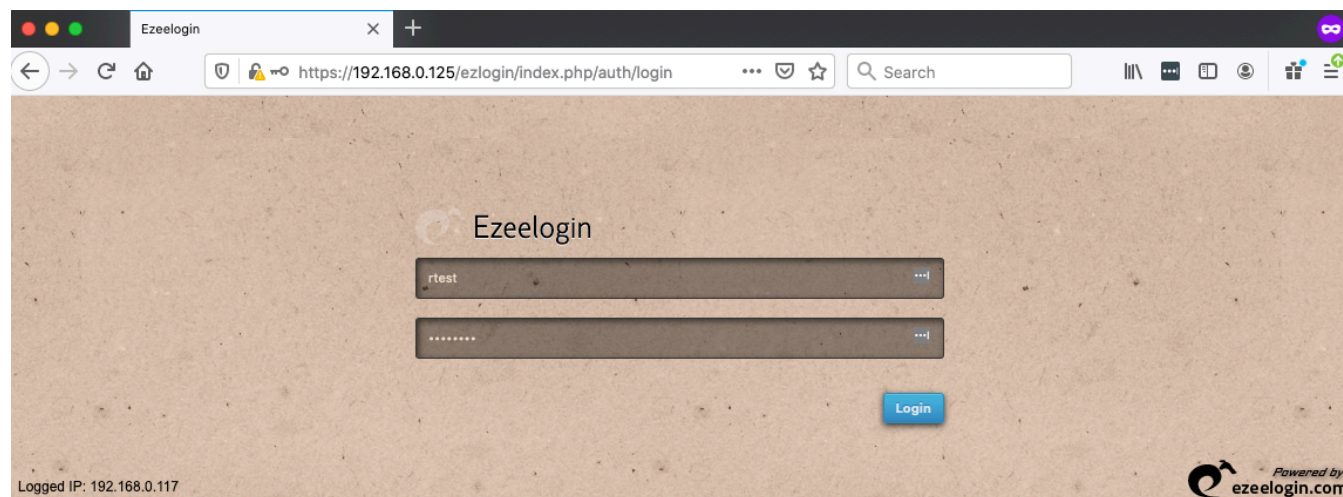 Ezeelogin
https://192.168.0.125/ezlogin/index.php/auth/login
Search
Ezeelogin
rtest
••••••••
Login
Logged IP: 192.168.0.117
Powered by
ezeelogin.com